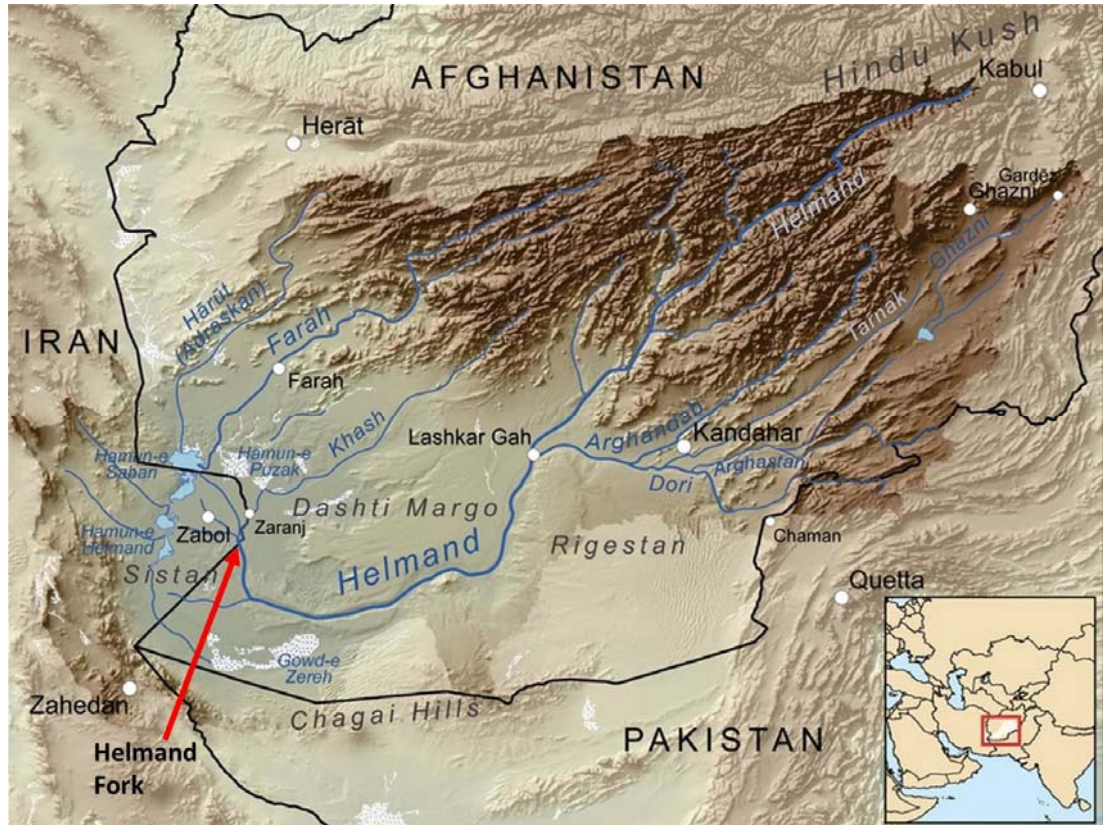 AFGHANISTAN
Hindu Kush
Kabul
Herāt
Gardēz
Ghazni
Helmand
Ghazni
Hārūt
(Adraskan)
Farah
Tarnak
IRAN
Farah
Khash
Lashkar Gah
Arghandab
Kandahar
Hamun-e
Saban
Hamun-e
Puzak
Arghastan
Dori
Dashti Margo
Zabol
Zaranj
Chaman
Hamun-e
Helmand
Sistan
Helmand
Rigestan
Quetta
Gowd-e
Zereh
Zahedan
Chagai Hills
PAKISTAN
Helmand
Fork